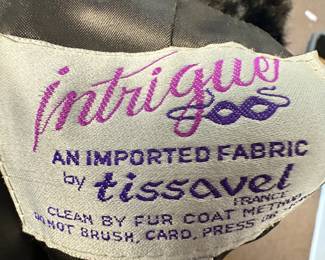 intrigue
AN IMPORTED FABRIC
by tissavel
FRANCE
CLEAN BY FUR COAT METHOD
DO NOT BRUSH, CARD, PRESS OR